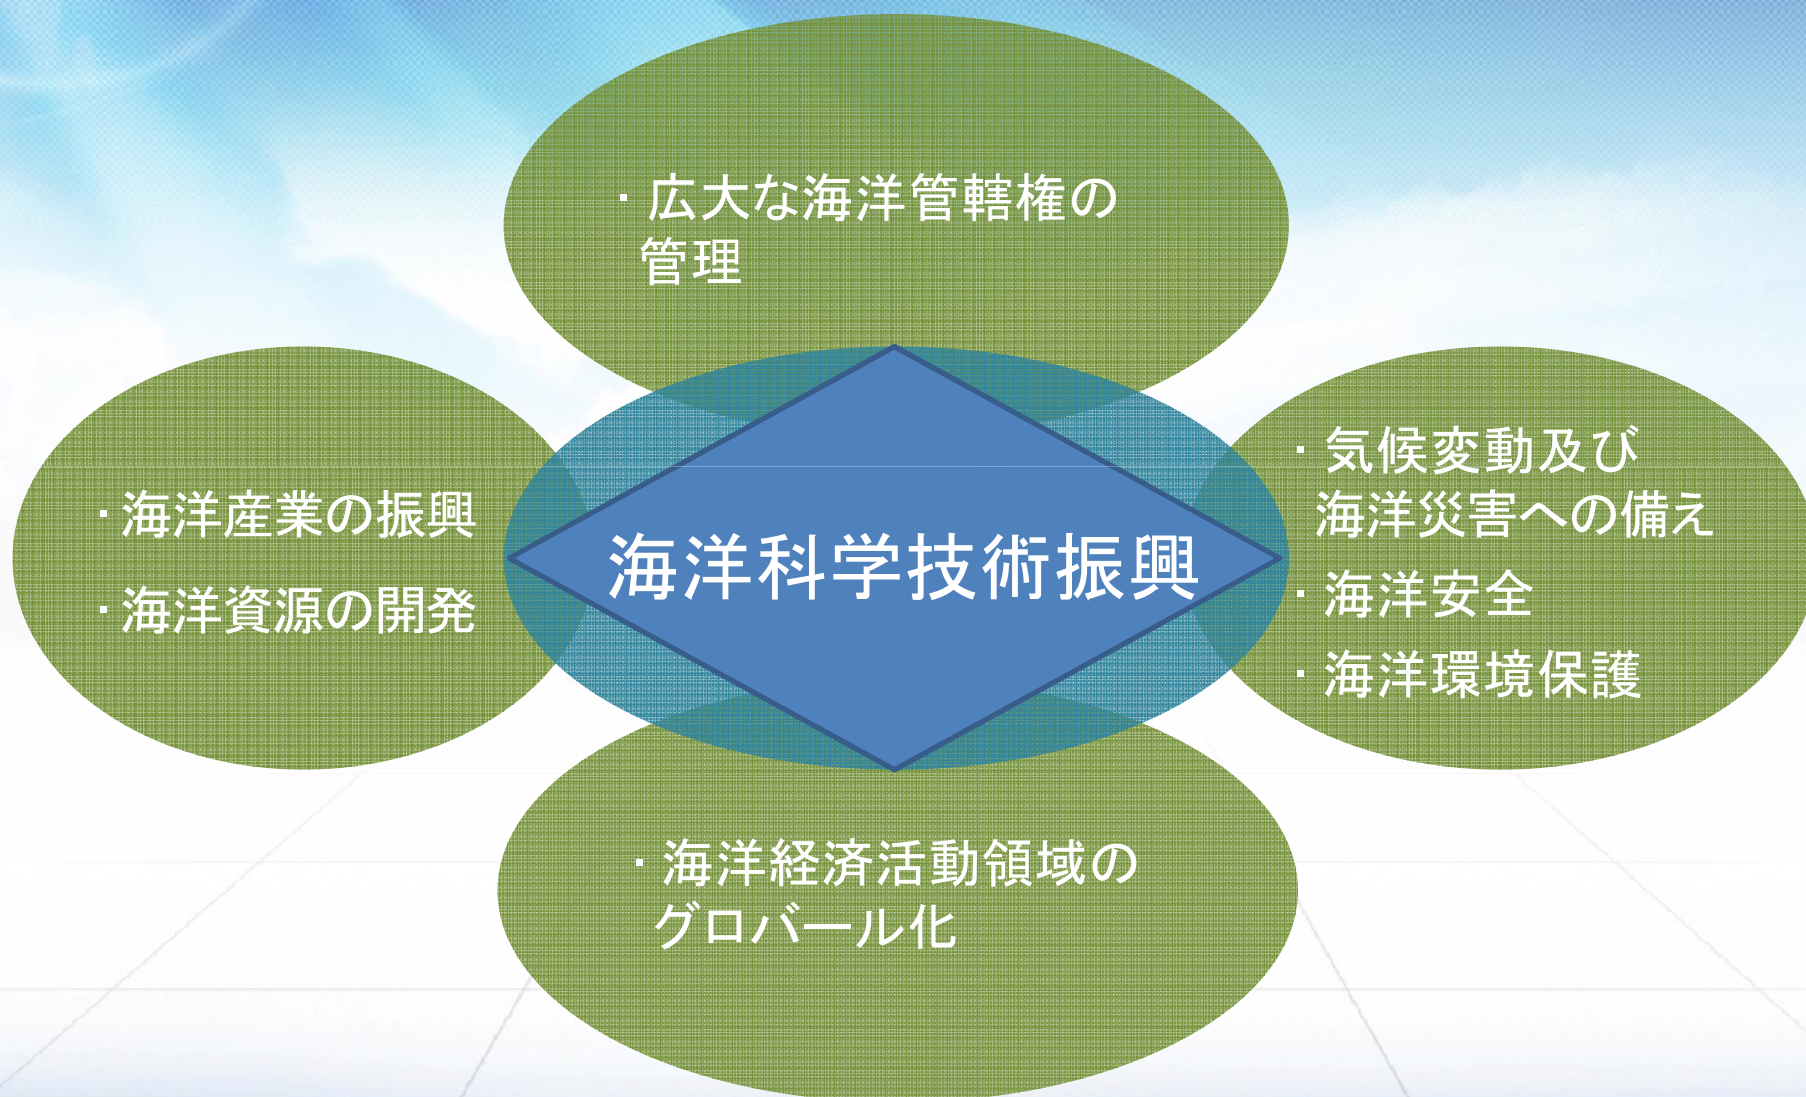 ・広大な海洋管轄権の
管理
・海洋産業の振興
・海洋資源の開発
海洋科学技術振興
・気候変動及び
海洋災害への備え
・海洋安全
・海洋環境保護
・海洋経済活動領域の
グロバール化